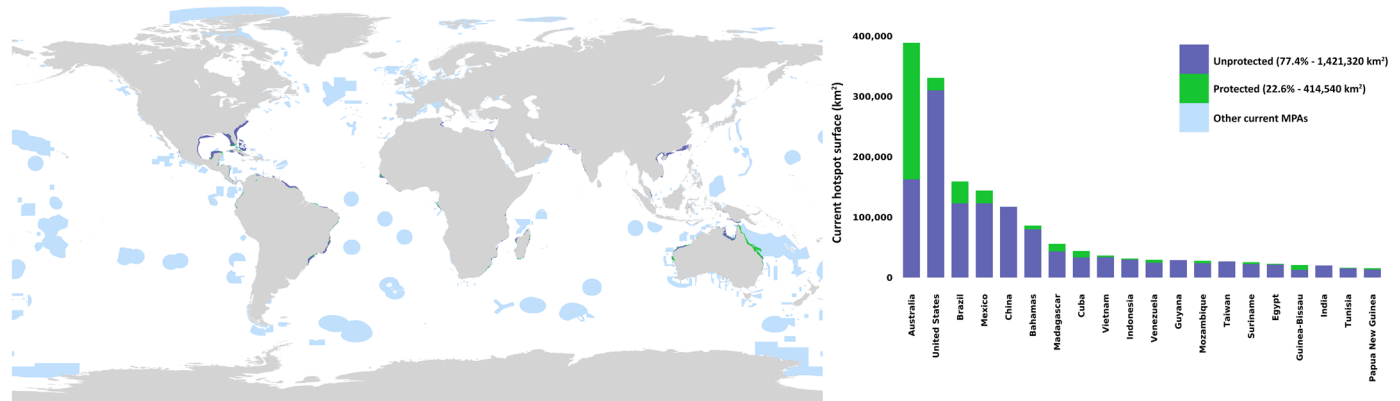 400,000
300,000
200,000
100,000
0
Current hotspot surface (km²)
Unprotected (77.4% - 1,421,320 km²)
Protected (22.6% - 414,540 km²)
Other current MPAs
Australia
United States
Brazil
Mexico
China
Bahamas
Madagascar
Cuba
Vietnam
Indonesia
Venezuela
Guyana
Mozambique
Taiwan
Suriname
Egypt
Guinea-Bissau
India
Tunisia
Papua New Guinea